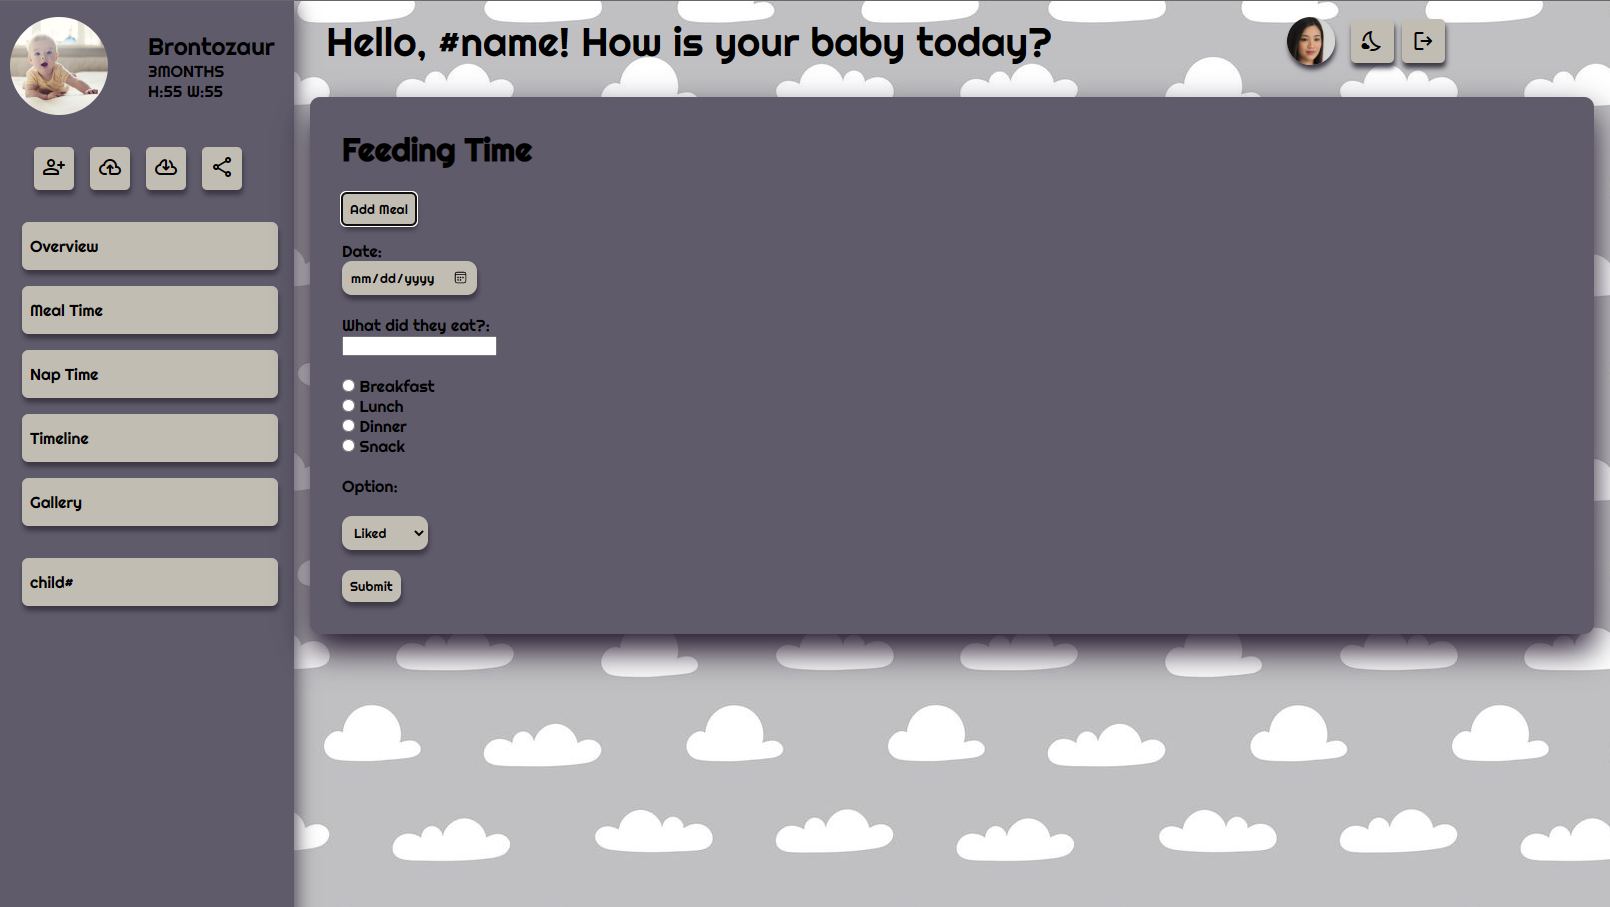 Brontozaur
3MONTHS
H:55 W:55
Overview
Meal Time
Nap Time
Timeline
Gallery
child#
Hello, #name! How is your baby today?
Feeding Time
Add Meal
Date:
mm/dd/yyyy
What did they eat?:
Breakfast
Lunch
Dinner
Snack
Option:
Liked
Submit